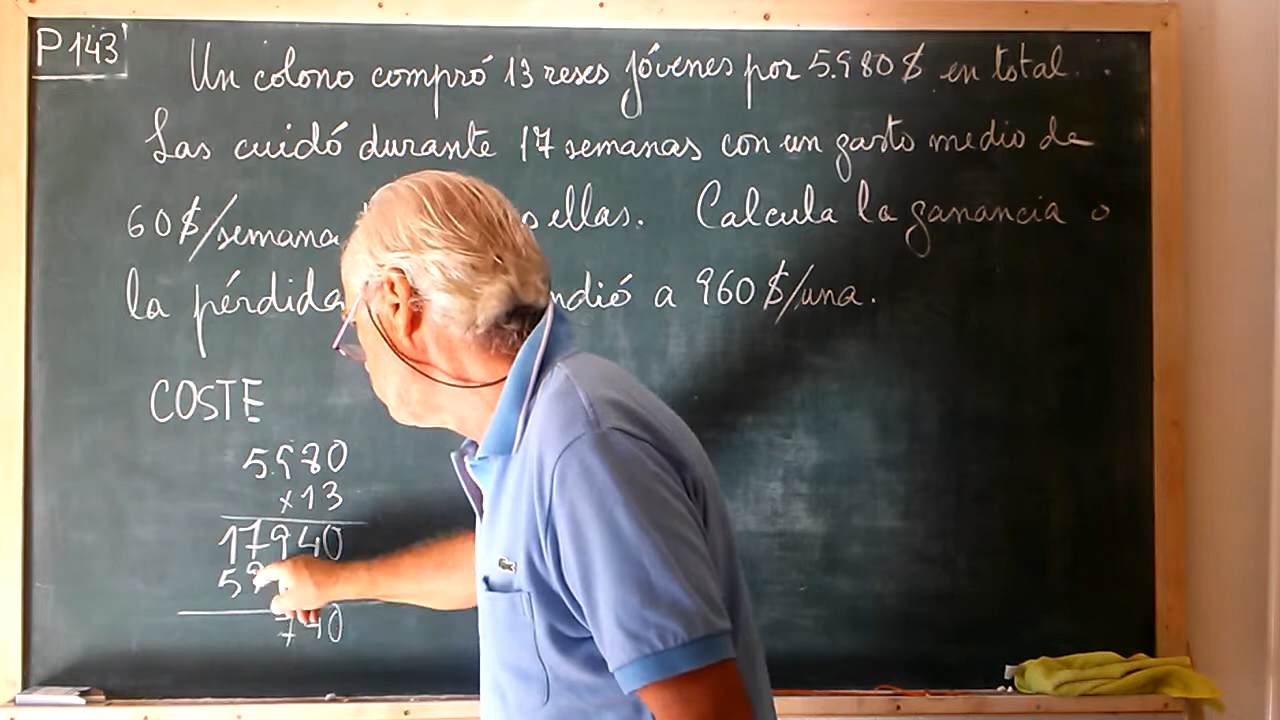 P 143
Un colono compró 13 reses jóvenes por 5.980 $ en total.
Las cuidó durante 17 semanas con un gasto medio de
60 $/semana ellas. Calcula la ganancia o
la pérdida a 960 $/una.
COSTE
5.980
x13
17940
740